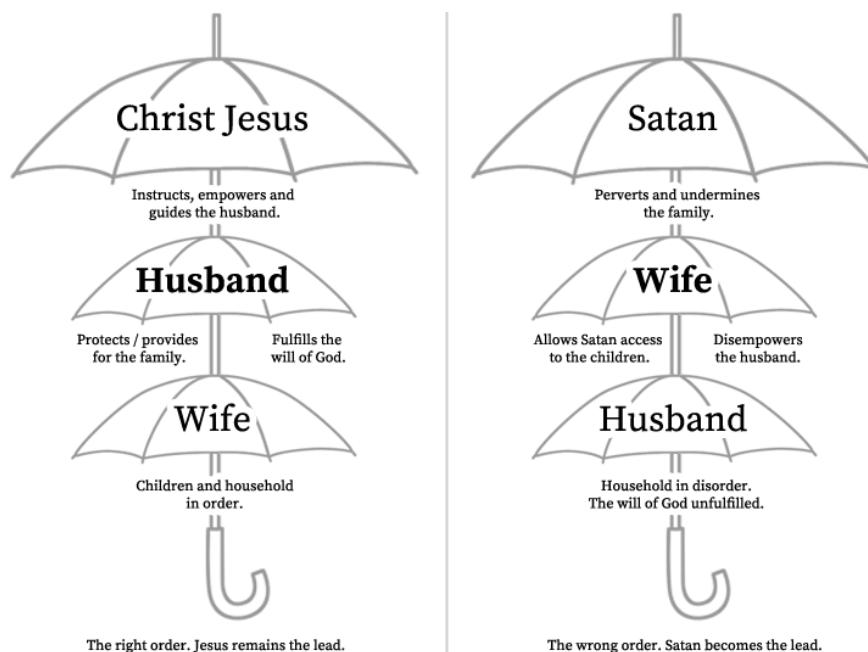 Christ Jesus
Instructs, empowers and
guides the husband.
Husband
Protects / provides
for the family.
Fulfills the
will of God.
Wife
Children and household
in order.
The right order. Jesus remains the lead.
Satan
Perverts and undermines
the family.
Wife
Allows Satan access
to the children.
Disempowers
the husband.
Husband
Household in disorder.
The will of God unfulfilled.
The wrong order. Satan becomes the lead.